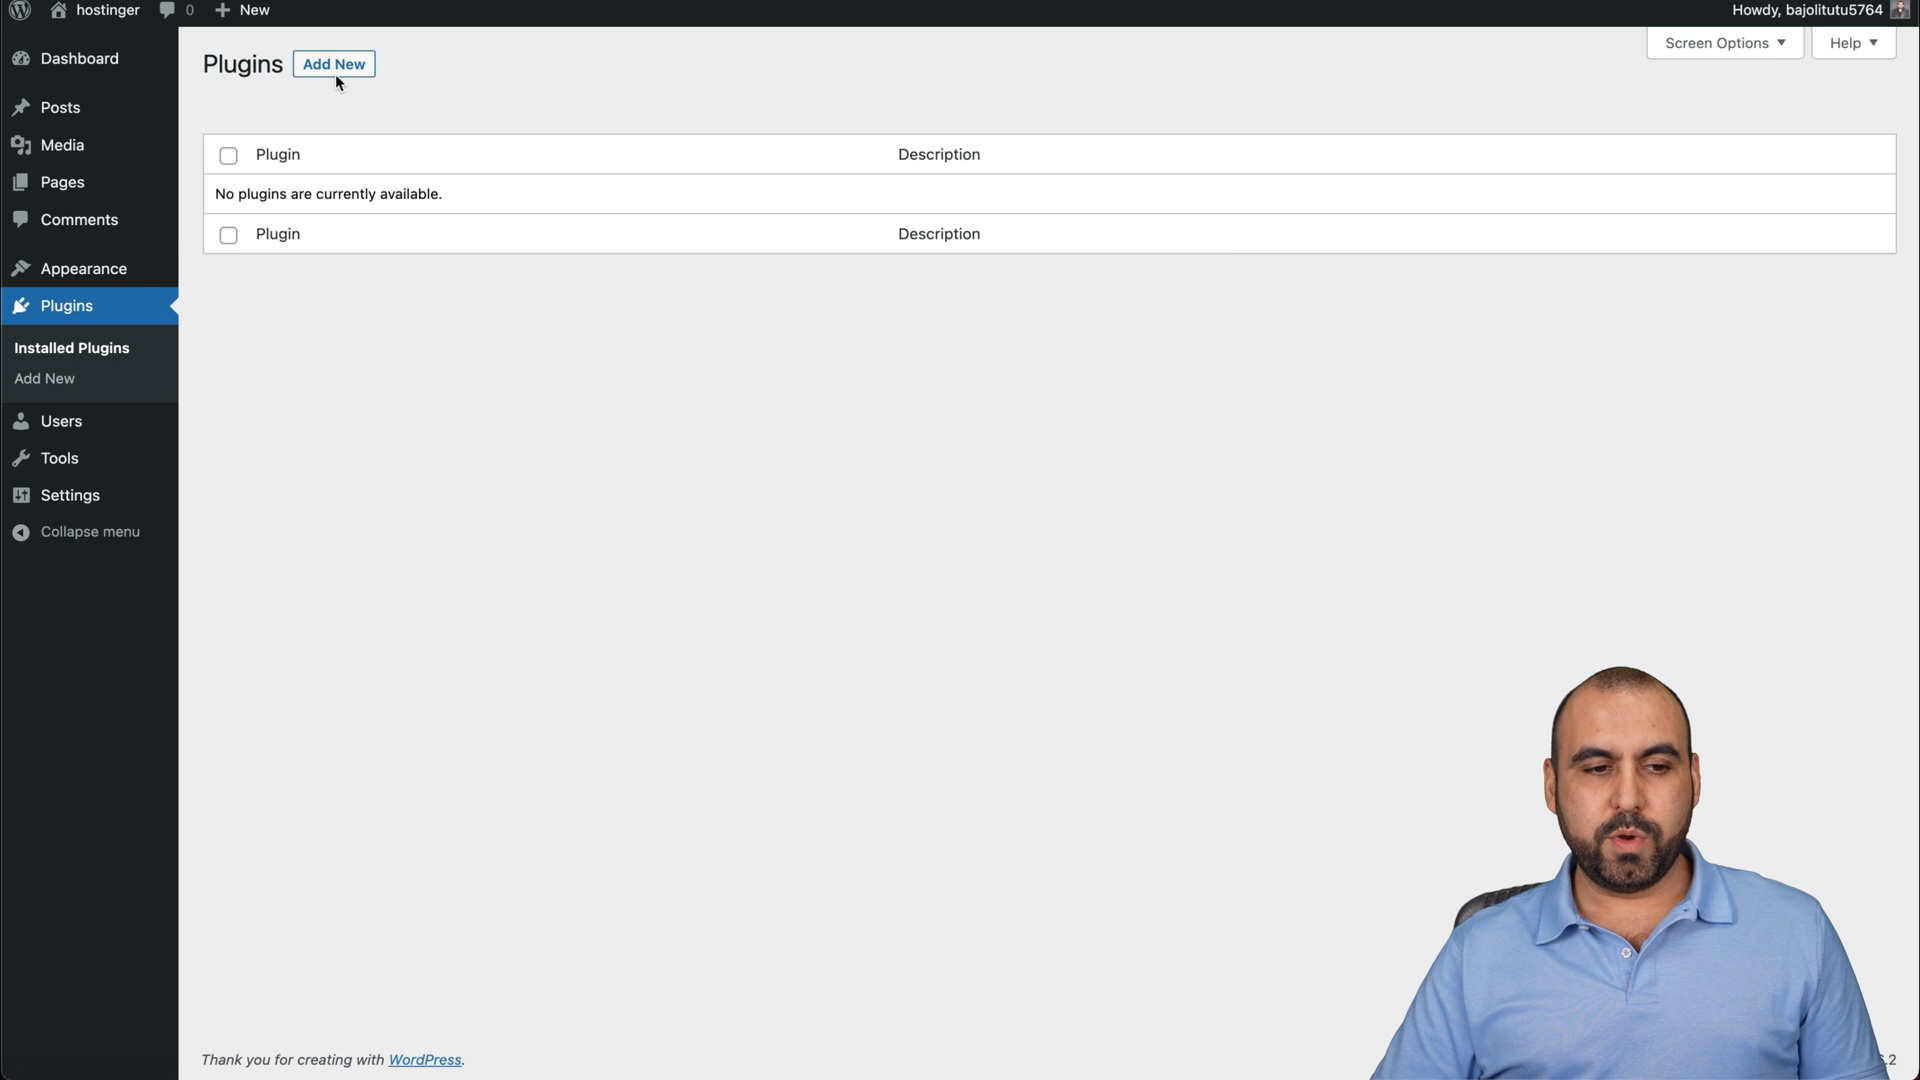 hostinger 0 New Howdy, bajolitutu5764
Screen Options Help
Dashboard
Posts
Media
Pages
Comments
Appearance
Plugins
Installed Plugins
Add New
Users
Tools
Settings
Collapse menu
Plugins Add New
Plugin Description
No plugins are currently available.
Plugin Description
Thank you for creating with WordPress.
.2